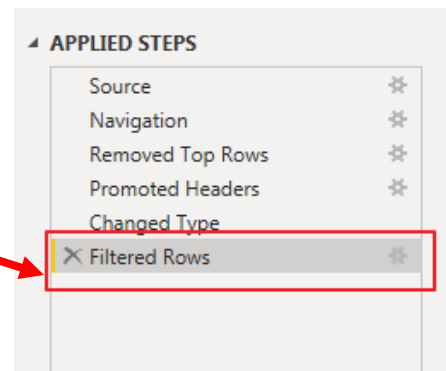 APPLIED STEPS
Source
Navigation
Removed Top Rows
Promoted Headers
Changed Type
Filtered Rows